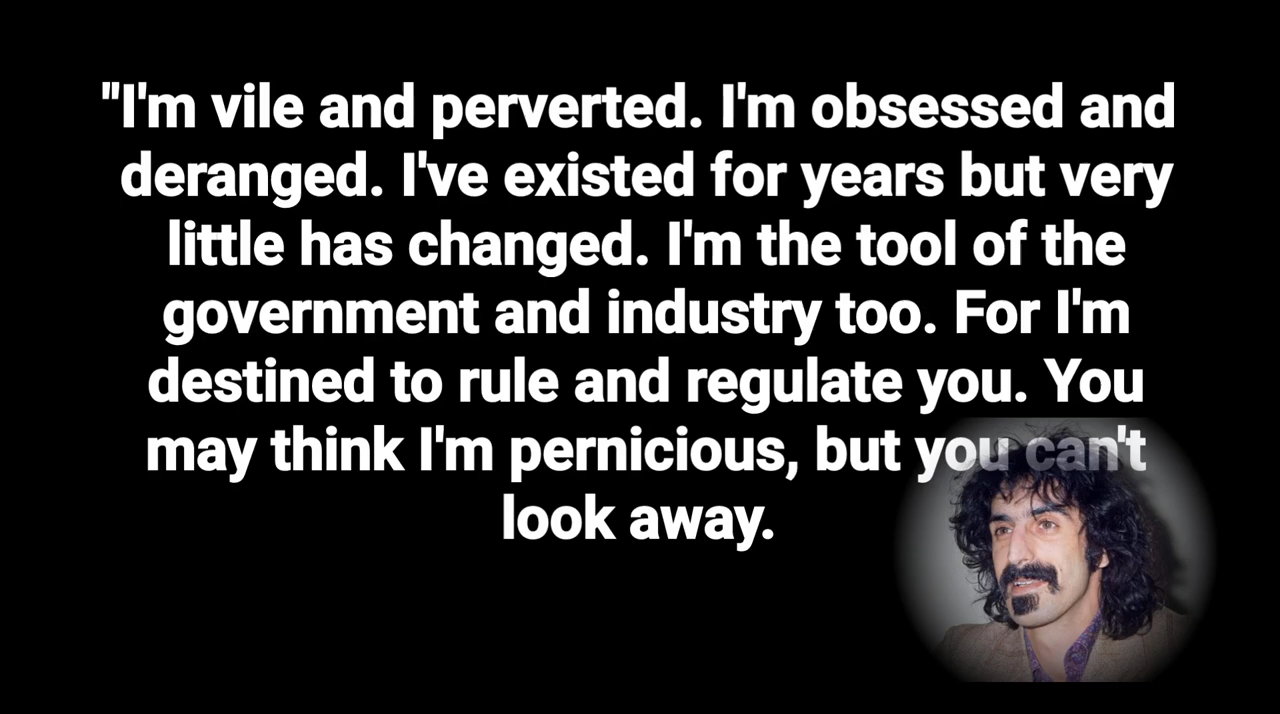 "I'm vile and perverted. I'm obsessed and
deranged. I've existed for years but very
little has changed. I'm the tool of the
government and industry too. For I'm
destined to rule and regulate you. You
may think I'm pernicious, but you can't
look away.